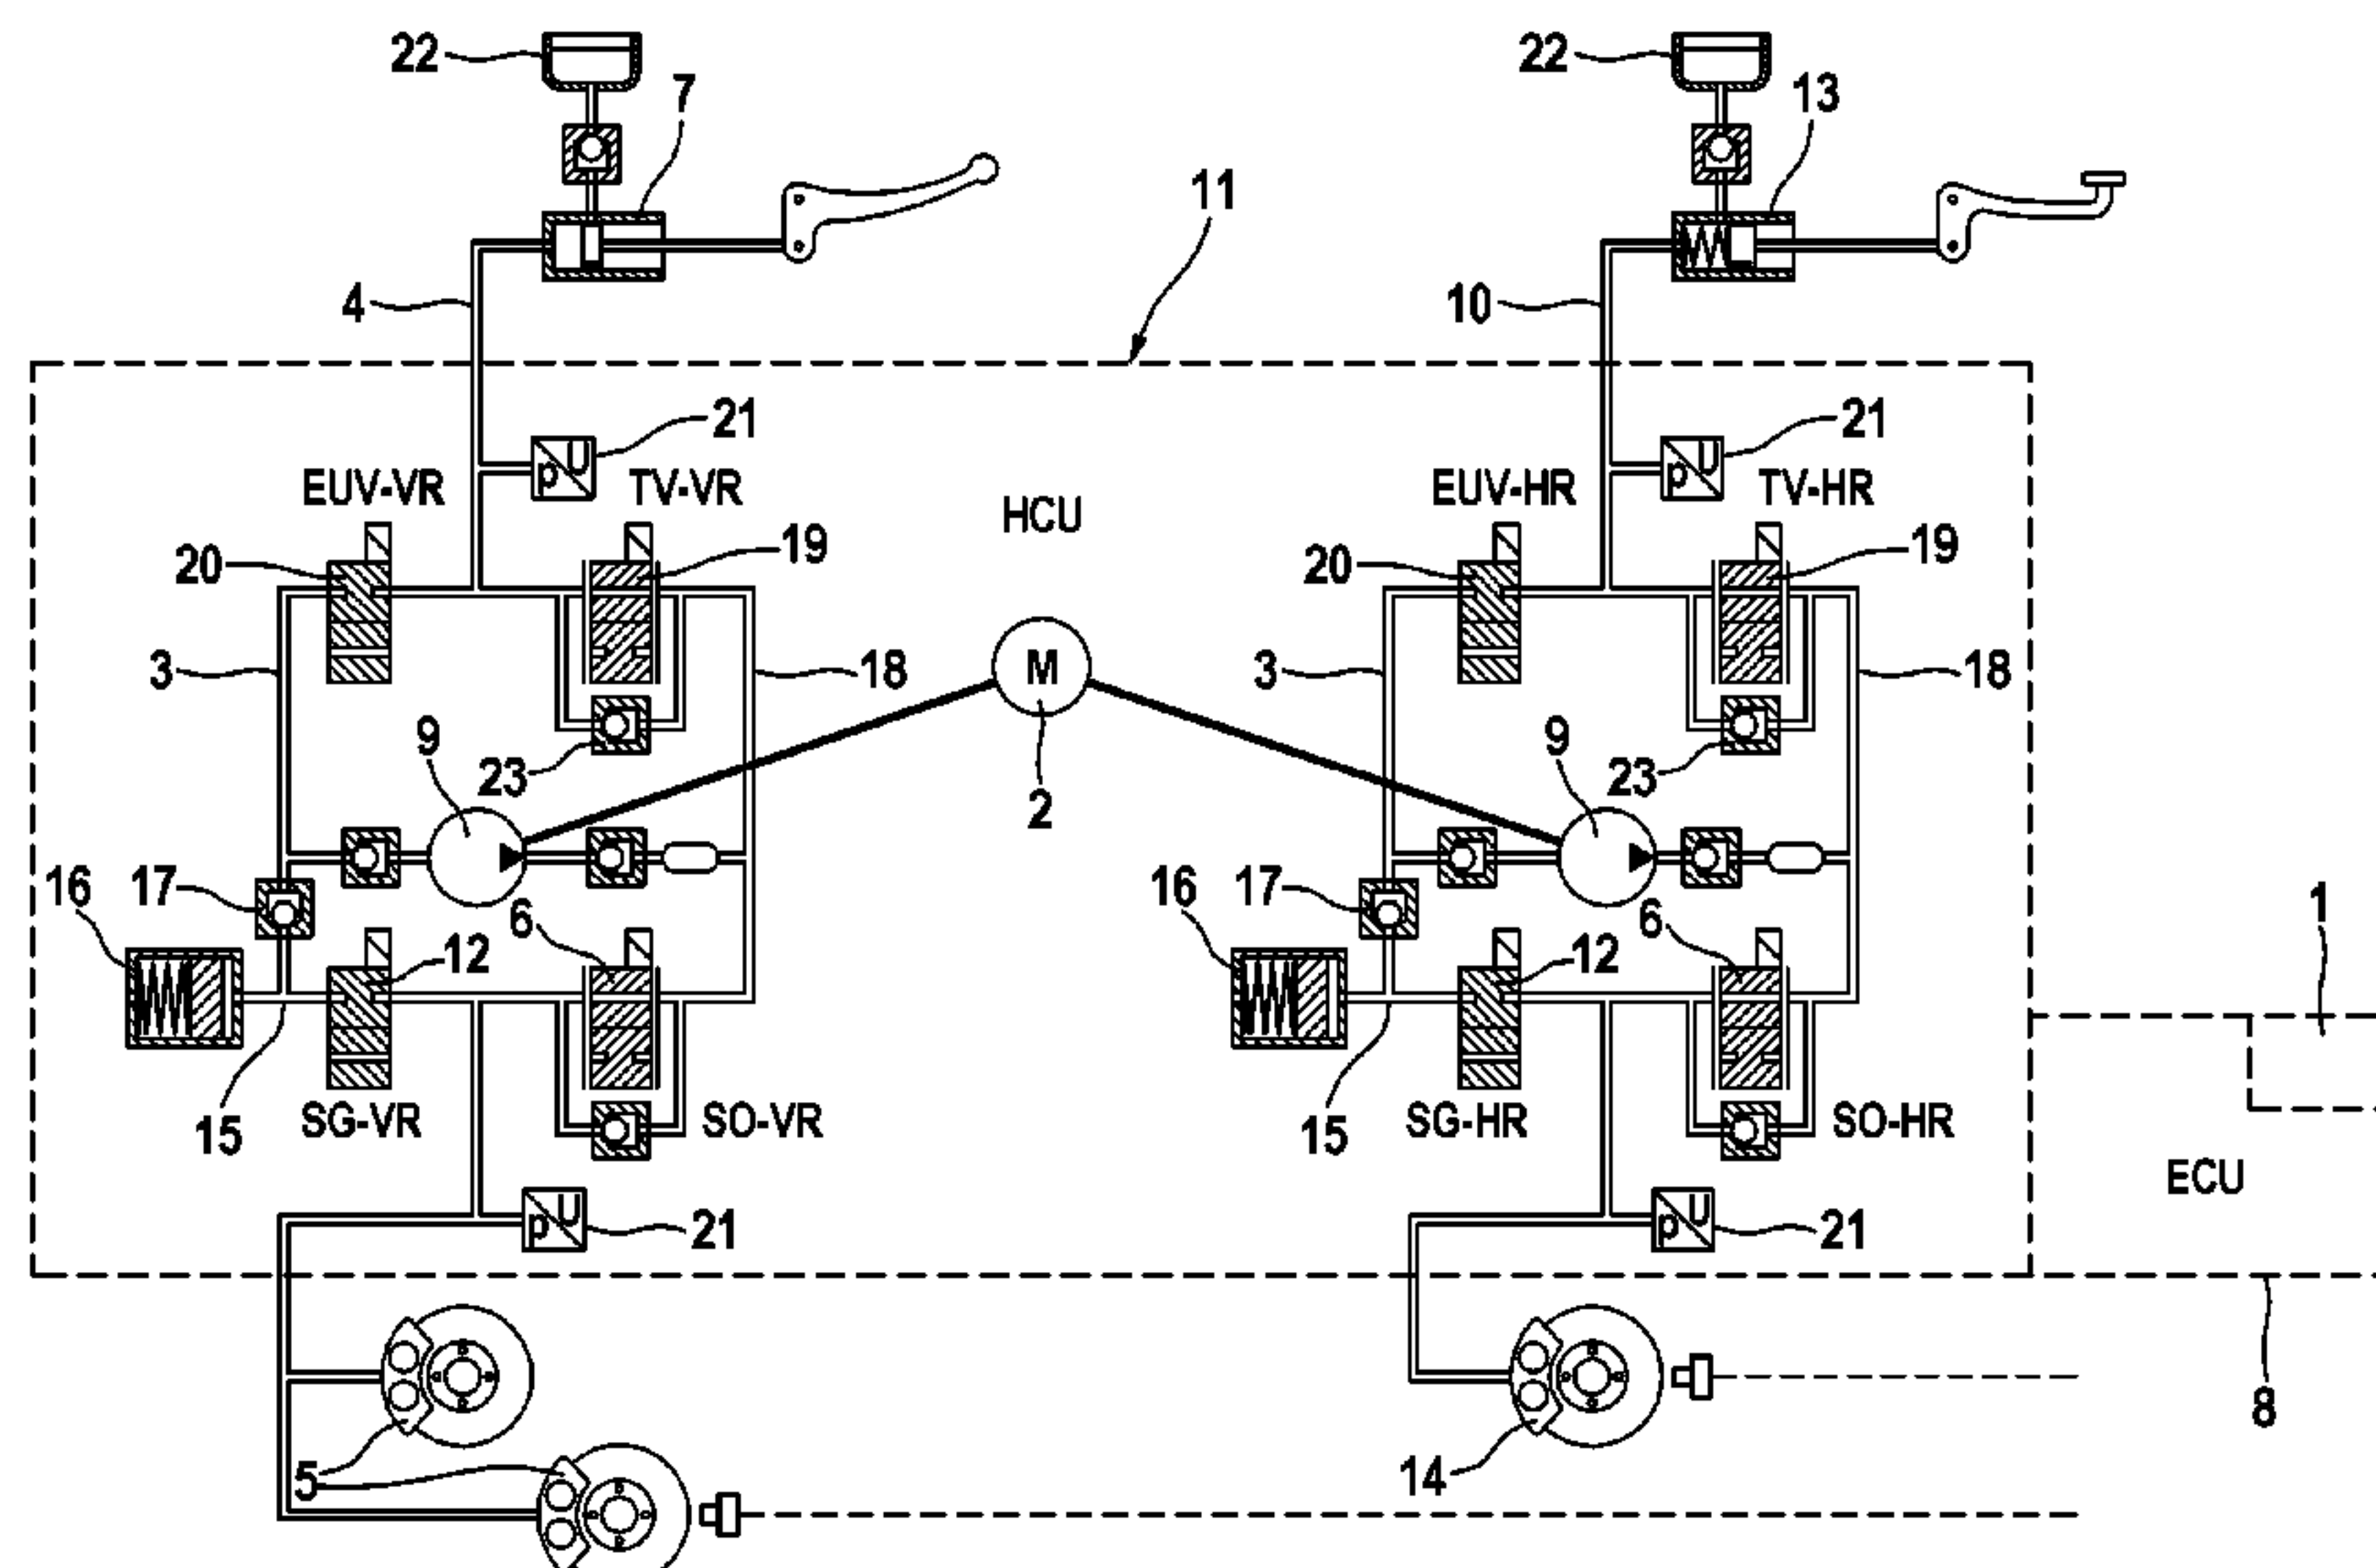 22 22
7 13
11
4 10
21 21
EUV-VR TV-VR EUV-HR TV-HR
p U p U
HCU
20 19 20 19
3 18 M 3 18
9 9
23 2 23
16 17 16 17
6 6 1
12 12
15 SG-VR SO-VR 15 SG-HR SO-HR
ECU
p U 21 p U 21
8
5 14